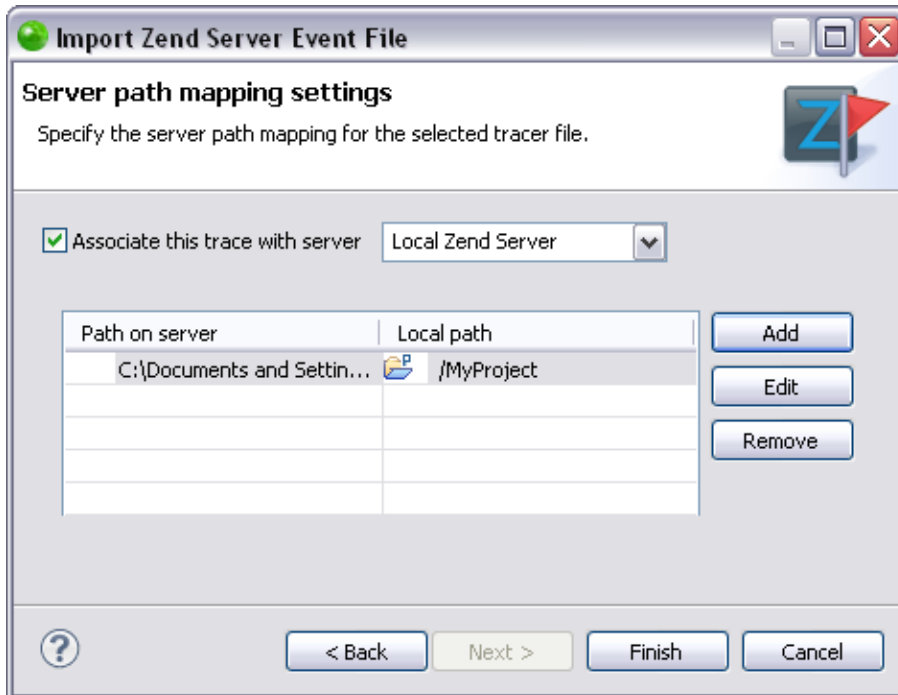 Import Zend Server Event File
Server path mapping settings
Specify the server path mapping for the selected tracer file.
Z
Associate this trace with server Local Zend Server
Path on server Local path Add
C:\Documents and Settin... /MyProject
Edit
Remove
? < Back Next > Finish Cancel